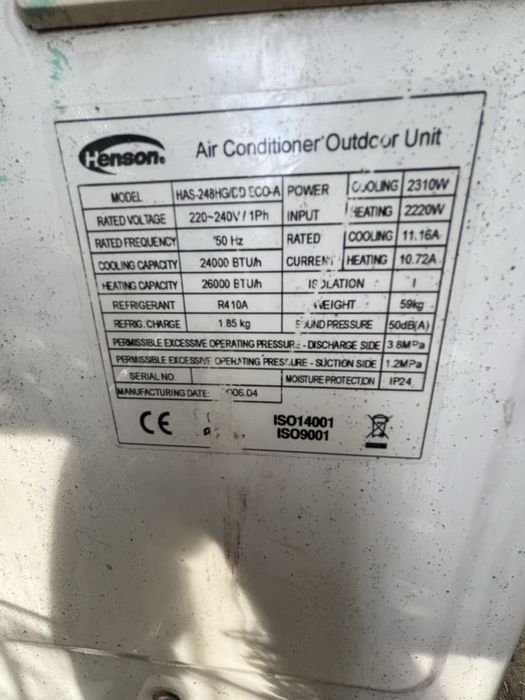 Henson®
Air Conditioner Outdoor Unit
MODEL HAS-248HG/DD ECO-A POWER COOLING 2310W
RATED VOLTAGE 220~240V / 1Ph INPUT HEATING 2220W
RATED FREQUENCY 50 Hz RATED COOLING 11.16A
COOLING CAPACITY 24000 BTU/h CURRENT HEATING 10.72A
HEATING CAPACITY 26000 BTU/h ISOLATION I
REFRIGERANT R410A WEIGHT 59kg
REFRIG. CHARGE 1.85 kg SOUND PRESSURE 50dB(A)
PERMISSIBLE EXCESSIVE OPERATING PRESSURE - DISCHARGE SIDE 3.8MPa
PERMISSIBLE EXCESSIVE OPERATING PRESSURE - SUCTION SIDE 1.2MPa
SERIAL NO. MOISTURE PROTECTION IP24
MANUFACTURING DATE: 006.04
CE ISO14001
ISO9001